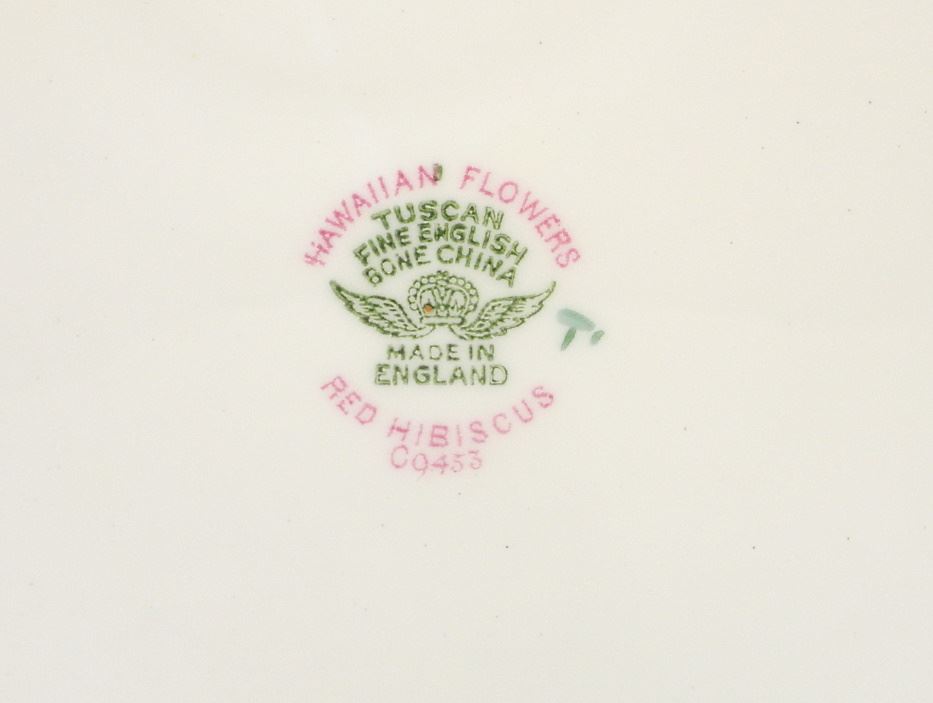 HAWAIIAN FLOWERS
TUSCAN
FINE ENGLISH
BONE CHINA
MADE IN
ENGLAND
RED HIBISCUS
C9453
T'